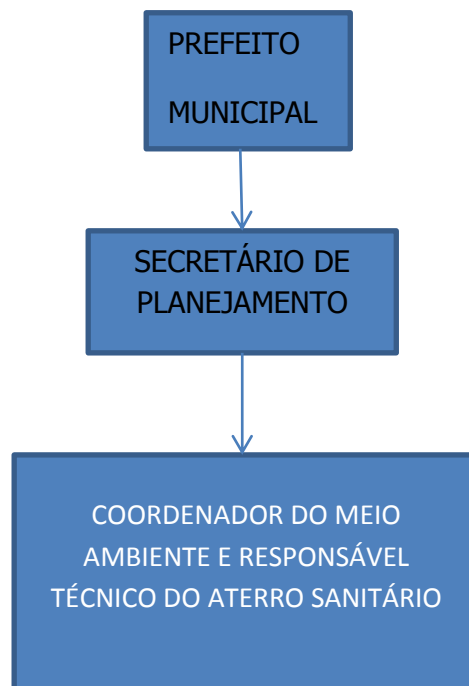 PREFEITO
MUNICIPAL
SECRETÁRIO DE
PLANEJAMENTO
COORDENADOR DO MEIO
AMBIENTE E RESPONSÁVEL
TÉCNICO DO ATERRO SANITÁRIO